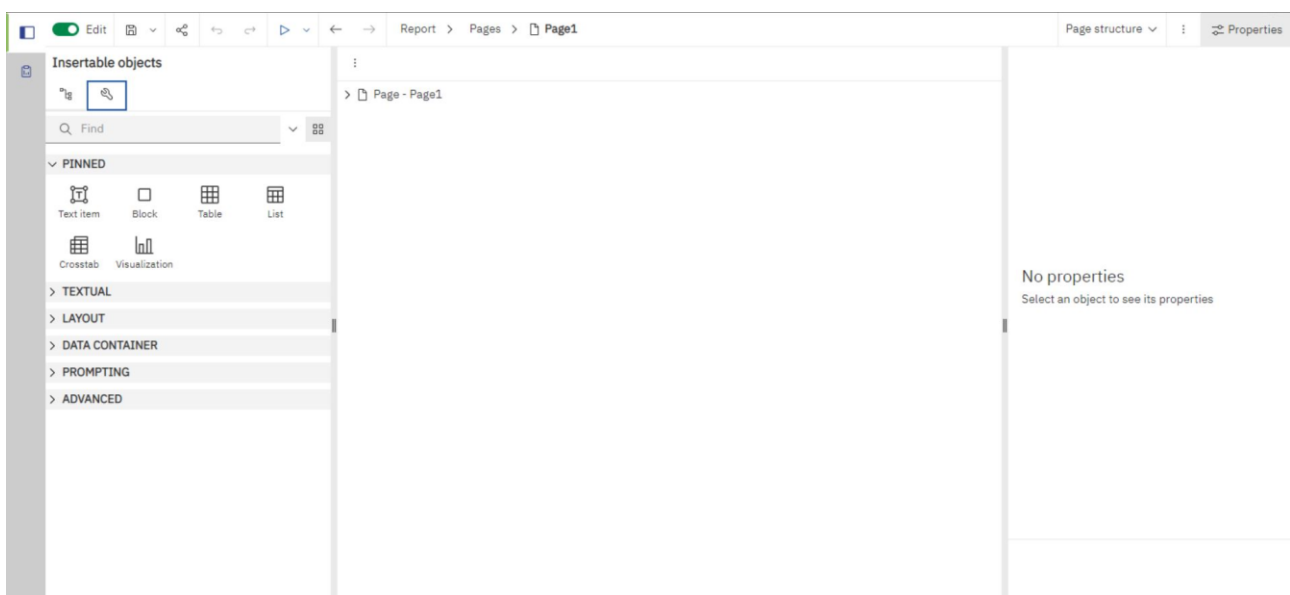 Edit
Report > Pages > Page1
Page structure
Properties
Insertable objects
Find
PINNED
Text item
Block
Table
List
Crosstab
Visualization
TEXTUAL
LAYOUT
DATA CONTAINER
PROMPTING
ADVANCED
Page - Page1
No properties
Select an object to see its properties